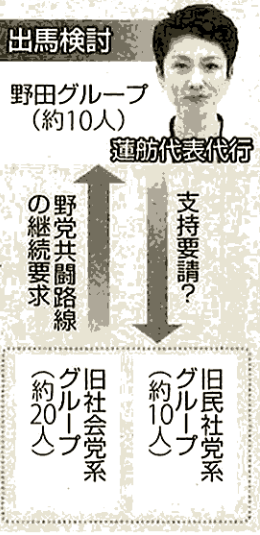 出馬検討
野田グループ
（約10人）
蓮舫代表代行
野党共闘路線
の継続要求
支持要請？
旧民社党系
グループ
（約10人）
旧社会党系
グループ
（約20人）